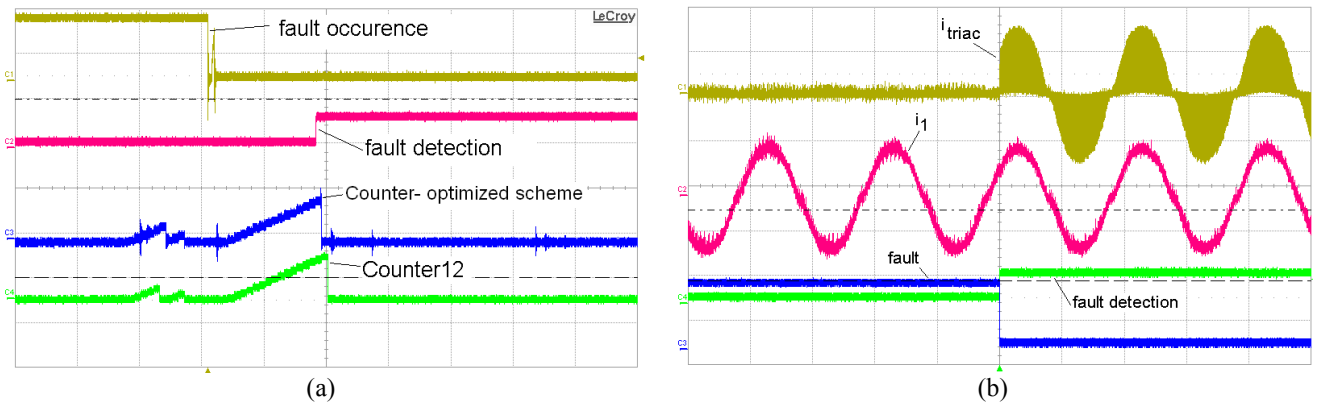 LeCroy
fault occurence
C1
C2
fault detection
Counter- optimized scheme
C3
Counter12
C4
(a)
i triac
C1
i1
C2
fault
C4
fault detection
C3
(b)